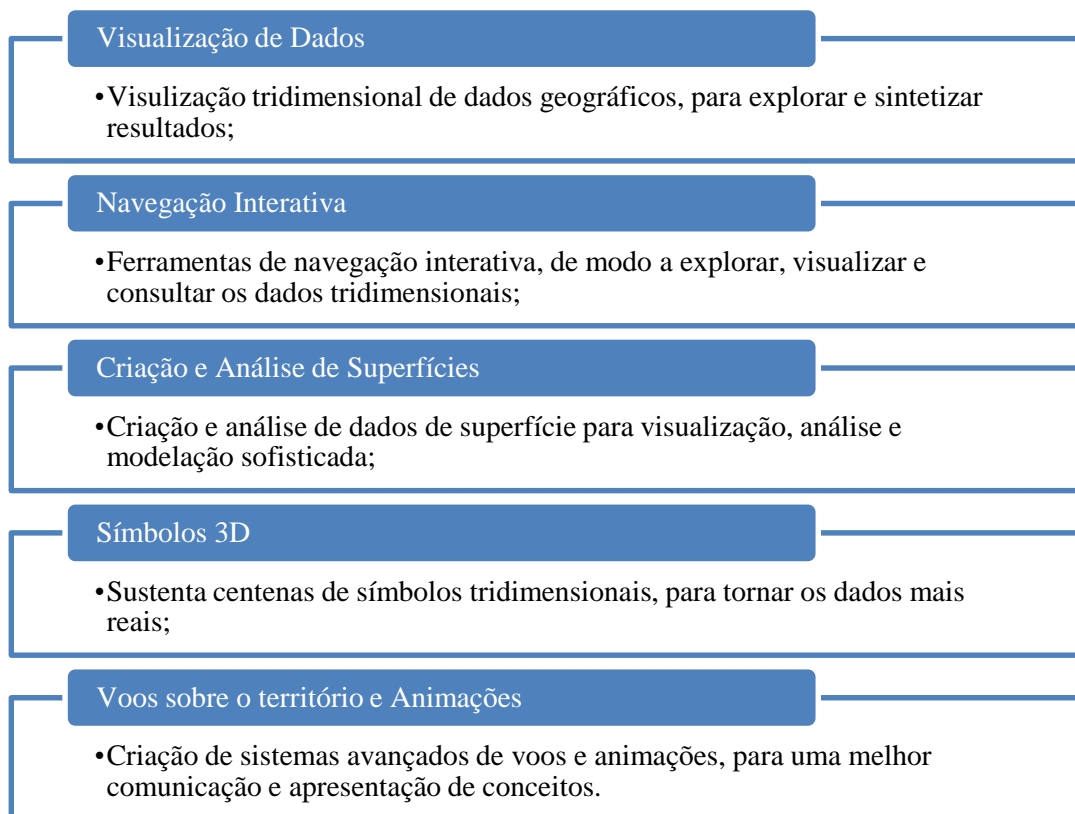 Visualização de Dados
•Visulização tridimensional de dados geográficos, para explorar e sintetizar
resultados;
Navegação Interativa
•Ferramentas de navegação interativa, de modo a explorar, visualizar e
consultar os dados tridimensionais;
Criação e Análise de Superfícies
•Criação e análise de dados de superfície para visualização, análise e
modelação sofisticada;
Símbolos 3D
•Sustenta centenas de símbolos tridimensionais, para tornar os dados mais
reais;
Voos sobre o território e Animações
•Criação de sistemas avançados de voos e animações, para uma melhor
comunicação e apresentação de conceitos.